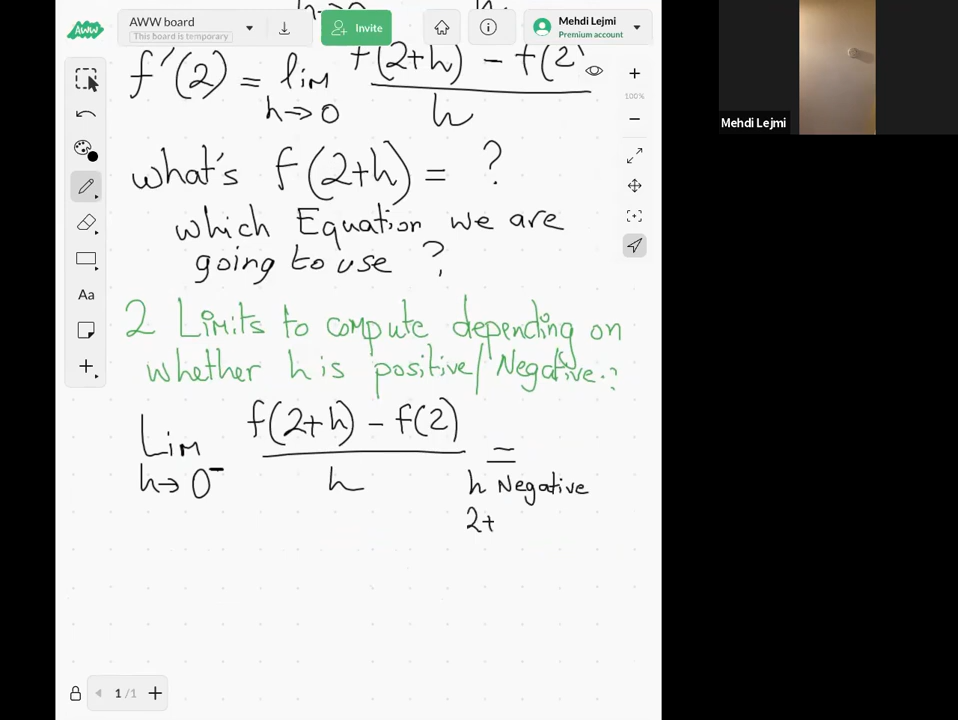 AWW board
This board is temporary
Invite
Mehdi Lejmi
Premium account
AWW
h→0 h
f'(2) = lim f(2+h) - f(2)
h→0 h
100%
Mehdi Lejmi
what's f(2+h) = ?
which Equation we are
going to use ?
Aa
2 Limits to compute depending on
whether h is positive/Negative.:
f(2+h) - f(2)
Lim =
h→0⁻ h
h Negative
2+
1 /1